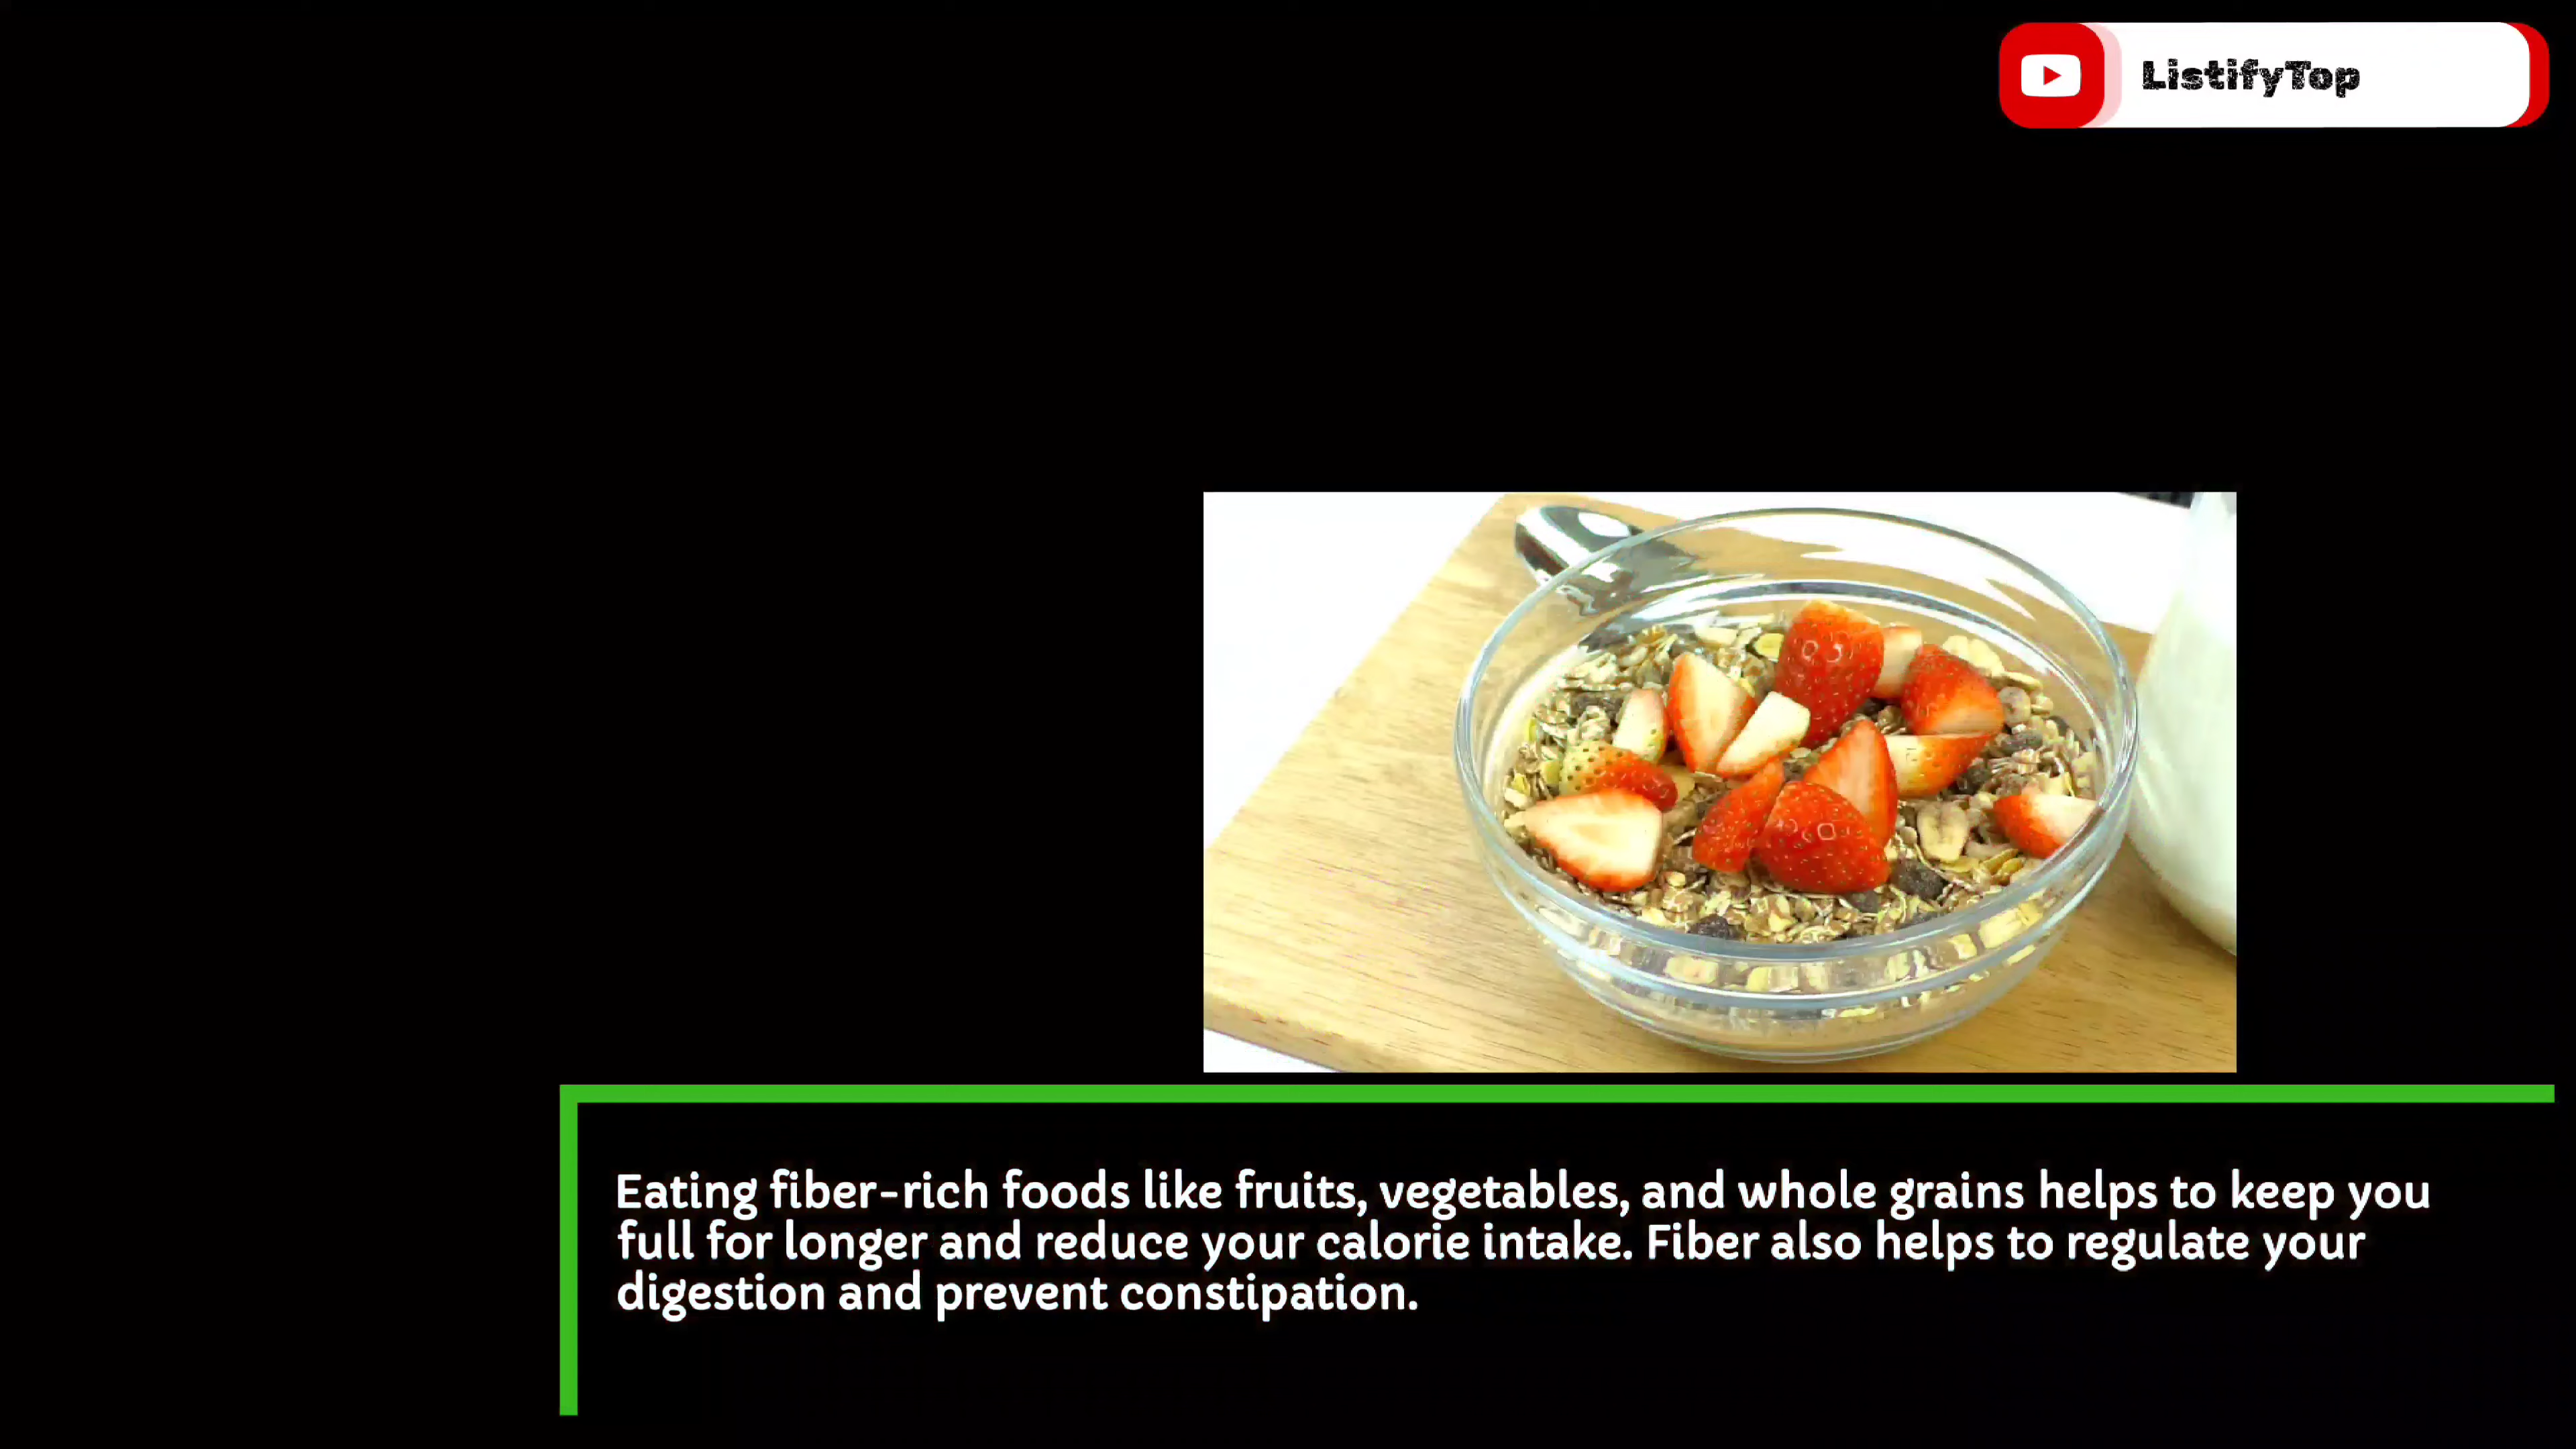 ListifyTop
Eating fiber-rich foods like fruits, vegetables, and whole grains helps to keep you
full for longer and reduce your calorie intake. Fiber also helps to regulate your
digestion and prevent constipation.